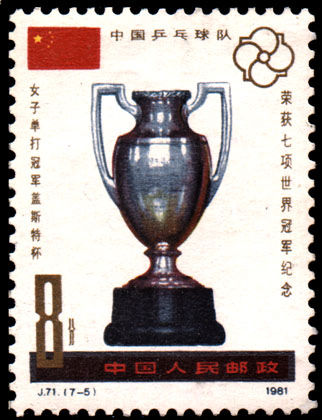 中国乒乓球队
荣获七项世界冠军纪念
女子单打冠军盖斯特杯
8分
中国人民邮政
J.71.(7-5)
1981